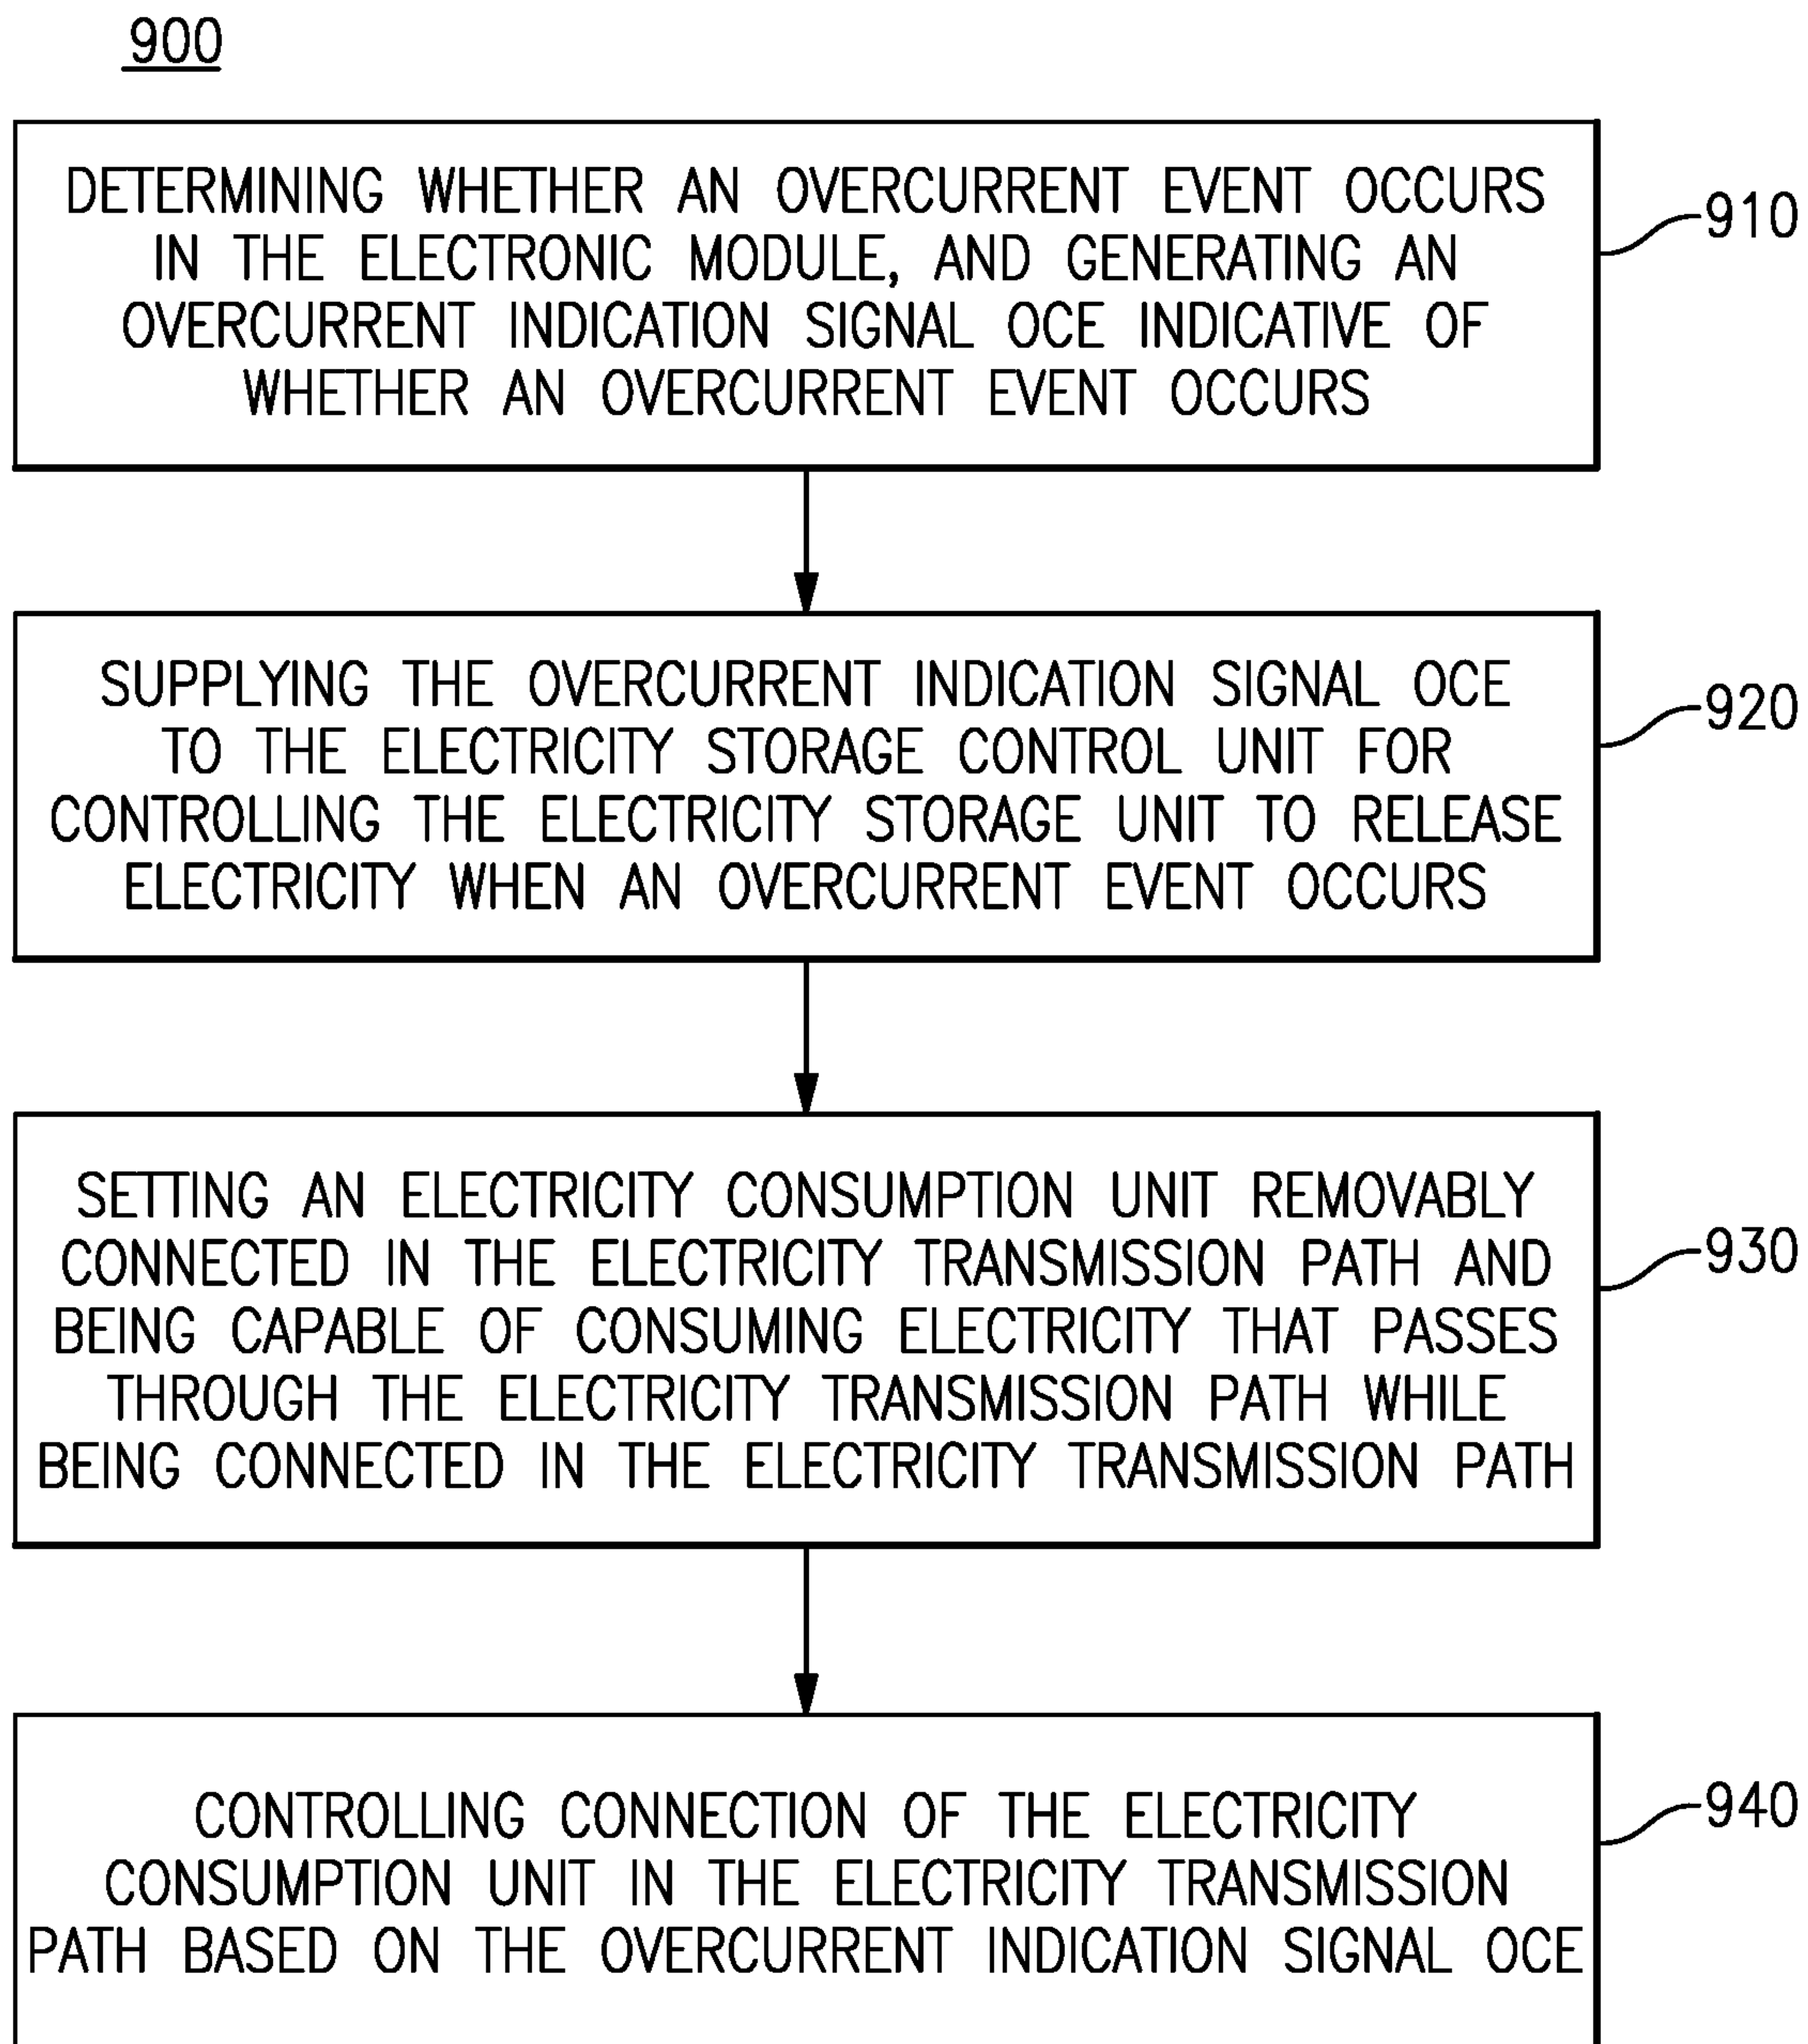 900
DETERMINING WHETHER AN OVERCURRENT EVENT OCCURS
IN THE ELECTRONIC MODULE, AND GENERATING AN
OVERCURRENT INDICATION SIGNAL OCE INDICATIVE OF
WHETHER AN OVERCURRENT EVENT OCCURS
910
SUPPLYING THE OVERCURRENT INDICATION SIGNAL OCE
TO THE ELECTRICITY STORAGE CONTROL UNIT FOR
CONTROLLING THE ELECTRICITY STORAGE UNIT TO RELEASE
ELECTRICITY WHEN AN OVERCURRENT EVENT OCCURS
920
SETTING AN ELECTRICITY CONSUMPTION UNIT REMOVABLY
CONNECTED IN THE ELECTRICITY TRANSMISSION PATH AND
BEING CAPABLE OF CONSUMING ELECTRICITY THAT PASSES
THROUGH THE ELECTRICITY TRANSMISSION PATH WHILE
BEING CONNECTED IN THE ELECTRICITY TRANSMISSION PATH
930
CONTROLLING CONNECTION OF THE ELECTRICITY
CONSUMPTION UNIT IN THE ELECTRICITY TRANSMISSION
PATH BASED ON THE OVERCURRENT INDICATION SIGNAL OCE
940